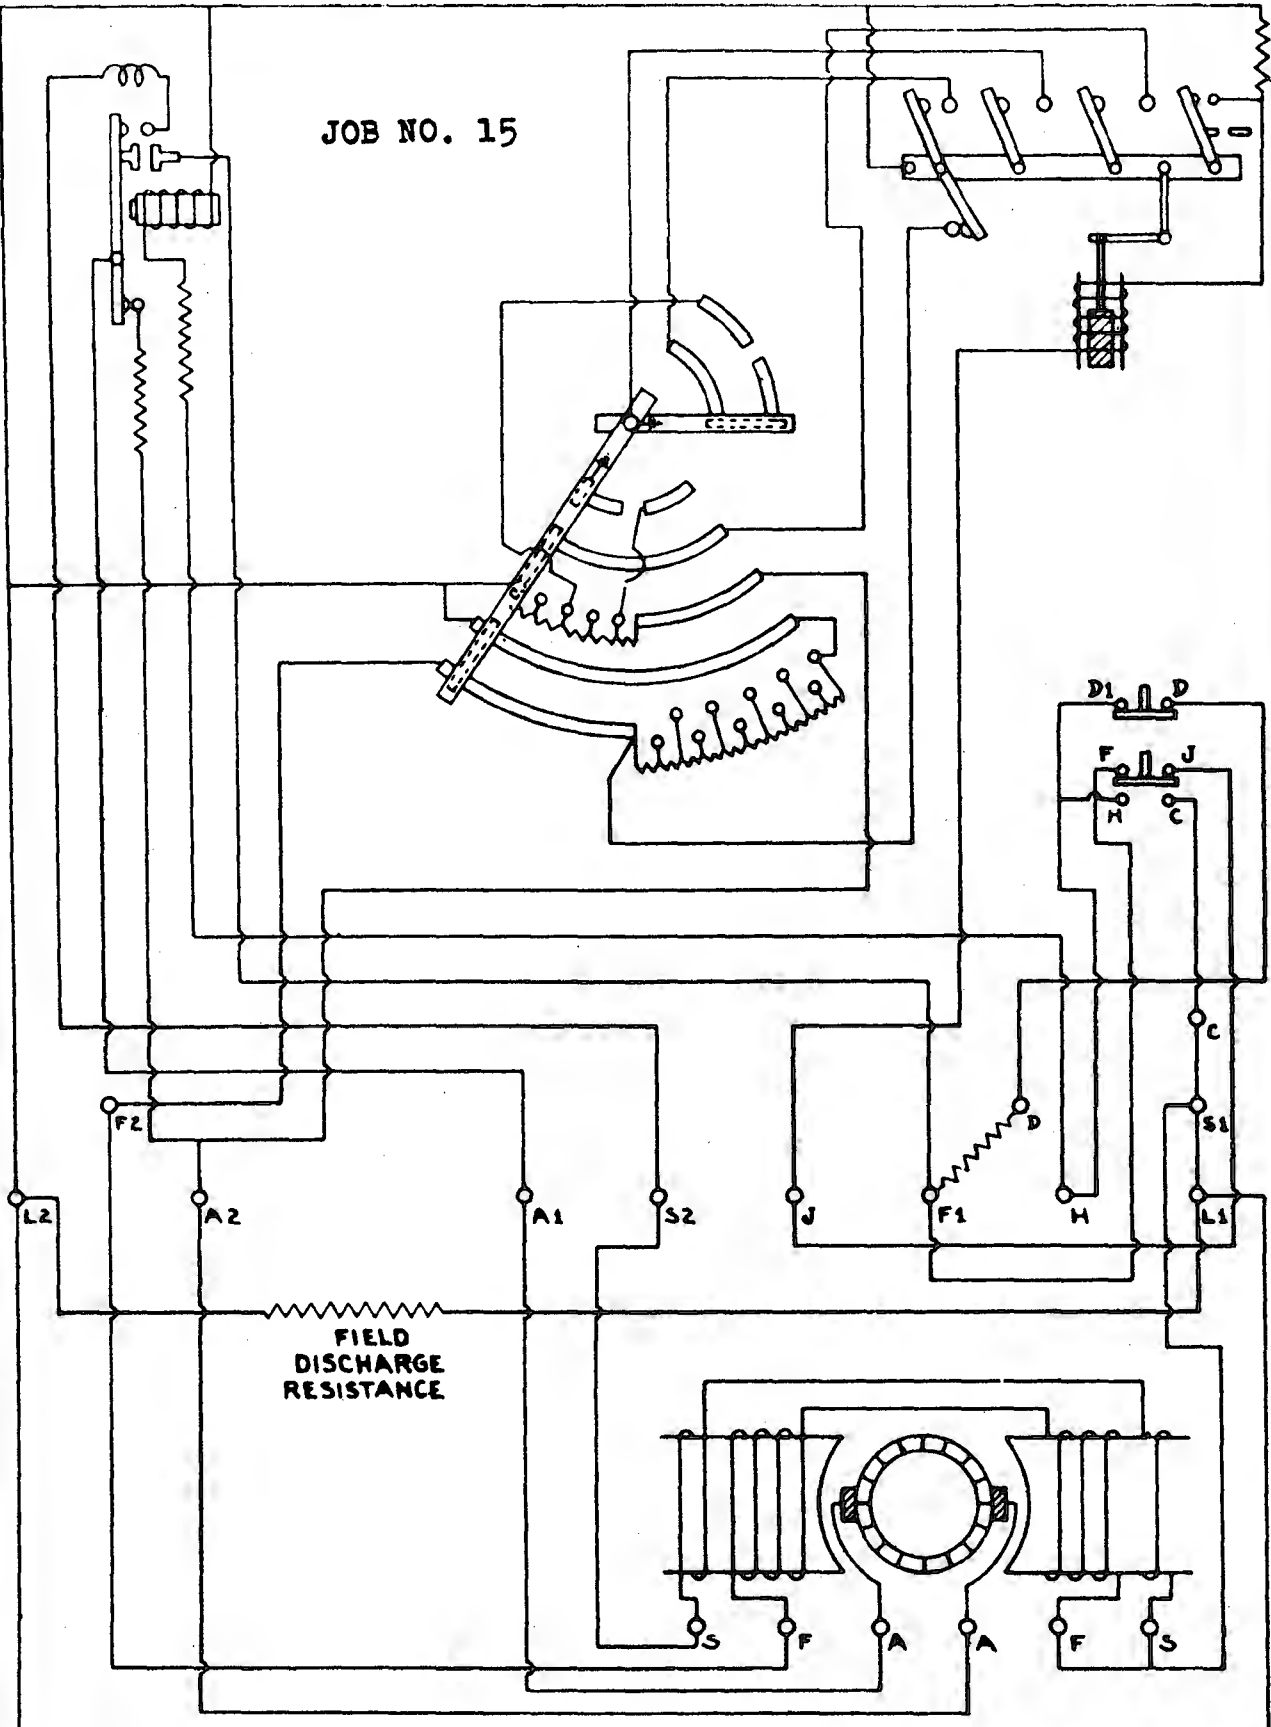 JOB NO. 15
D1 D
F J
H C
C
F2
D
S1
L2 A2 A1 S2 J F1 H L1
FIELD
DISCHARGE
RESISTANCE
S F A A F S